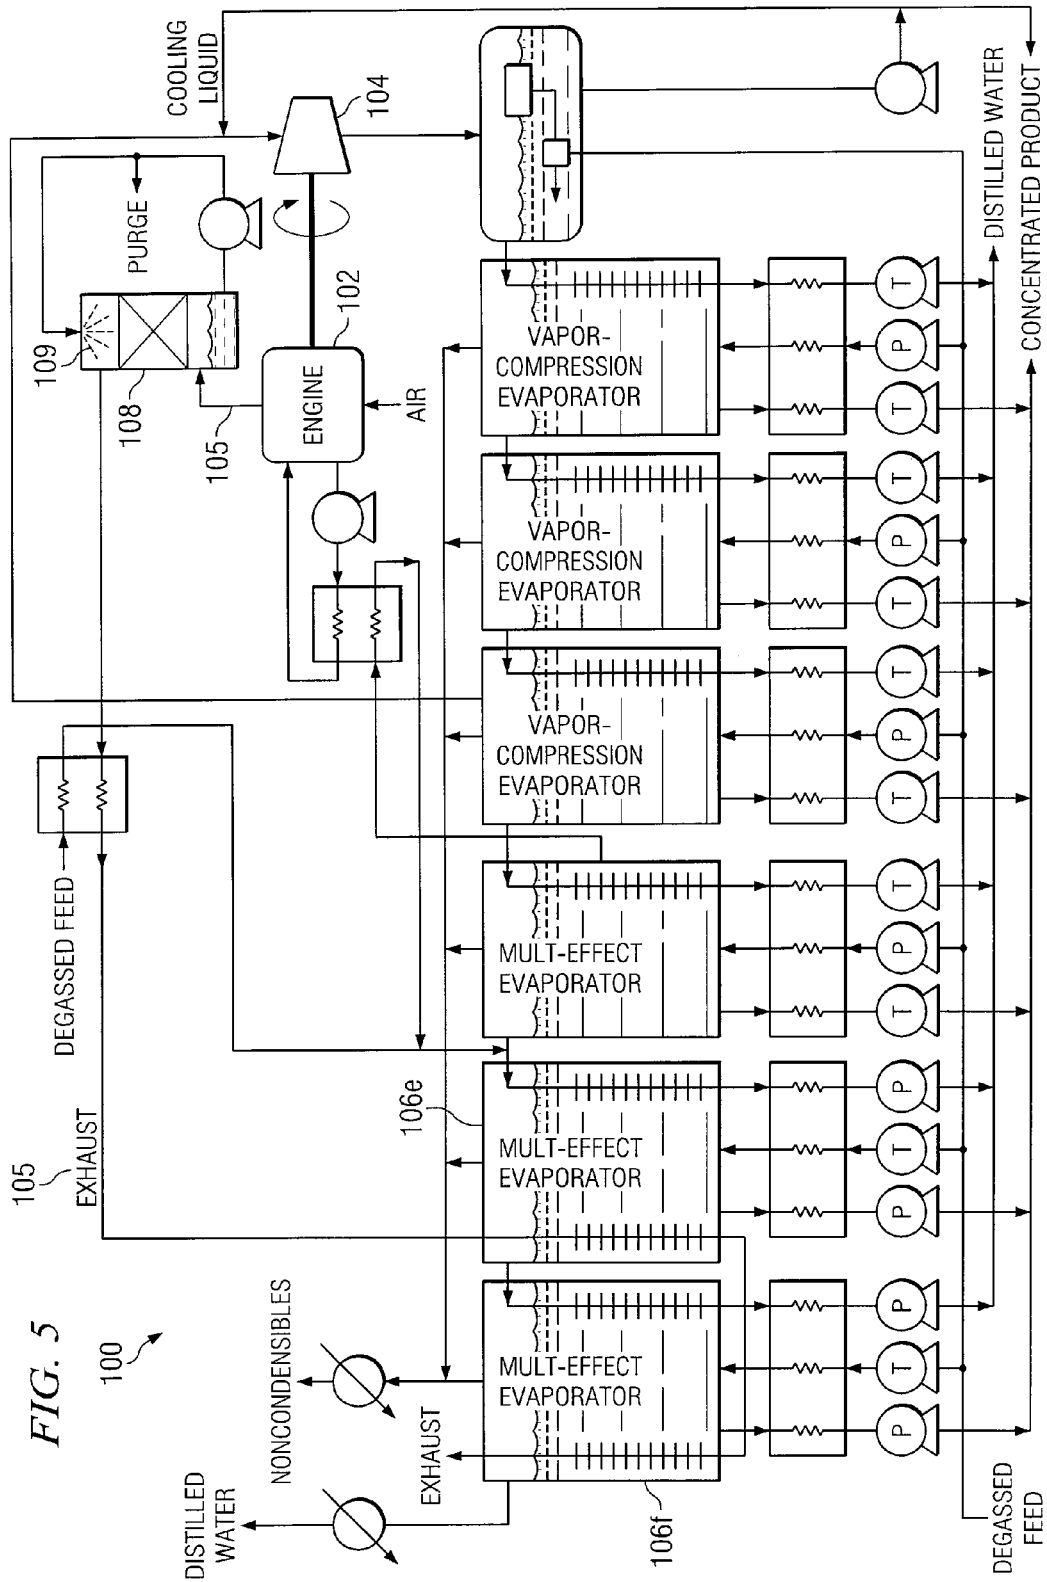 FIG. 5
100
DISTILLED
WATER
NONCONDENSIBLES
EXHAUST
105
EXHAUST
DEGASSED FEED
109
108
105
PURGE
COOLING
LIQUID
104
102
ENGINE
AIR
106f
MULT-EFFECT
EVAPORATOR
106e
MULT-EFFECT
EVAPORATOR
MULT-EFFECT
EVAPORATOR
VAPOR-
COMPRESSION
EVAPORATOR
VAPOR-
COMPRESSION
EVAPORATOR
VAPOR-
COMPRESSION
EVAPORATOR
P
T
P
P
T
P
T
P
T
T
P
T
T
P
T
T
P
T
DEGASSED
FEED
DISTILLED WATER
CONCENTRATED PRODUCT